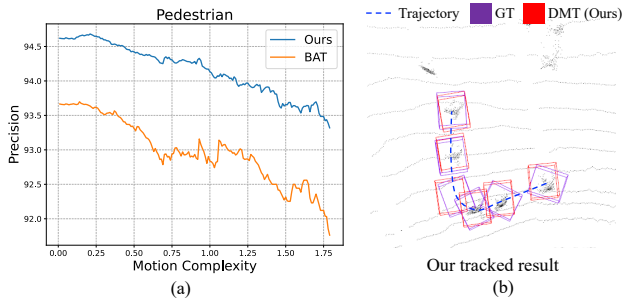 Pedestrian
Ours
BAT
Precision
94.5
94.0
93.5
93.0
92.5
92.0
0.00 0.25 0.50 0.75 1.00 1.25 1.50 1.75
Motion Complexity
(a)
Trajectory GT DMT (Ours)
Our tracked result
(b)